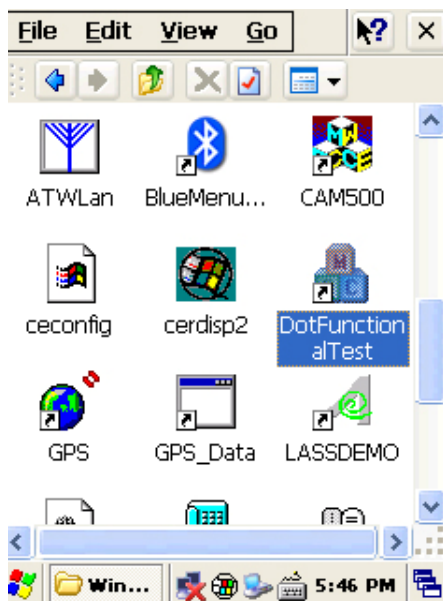 File Edit View Go
ATWLan BlueMenu... CAM500
ceconfig cerdisp2 DotFunction
alTest
GPS GPS_Data LASSDEMO
Win... 5:46 PM